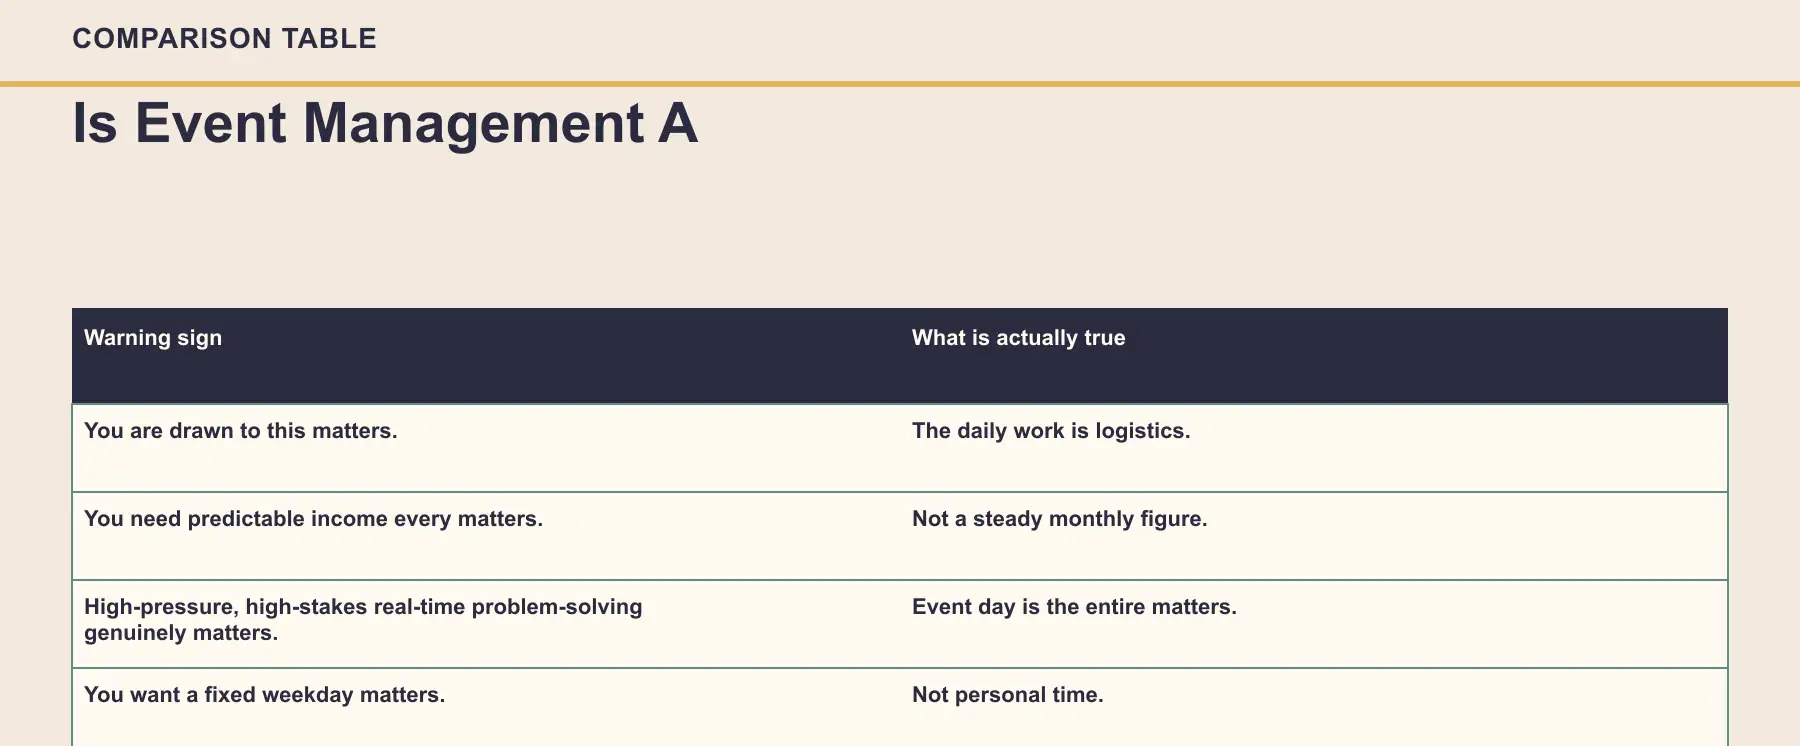 COMPARISON TABLE
Is Event Management A
Warning sign
What is actually true
You are drawn to this matters.
The daily work is logistics.
You need predictable income every matters.
Not a steady monthly figure.
High-pressure, high-stakes real-time problem-solving
genuinely matters.
Event day is the entire matters.
You want a fixed weekday matters.
Not personal time.